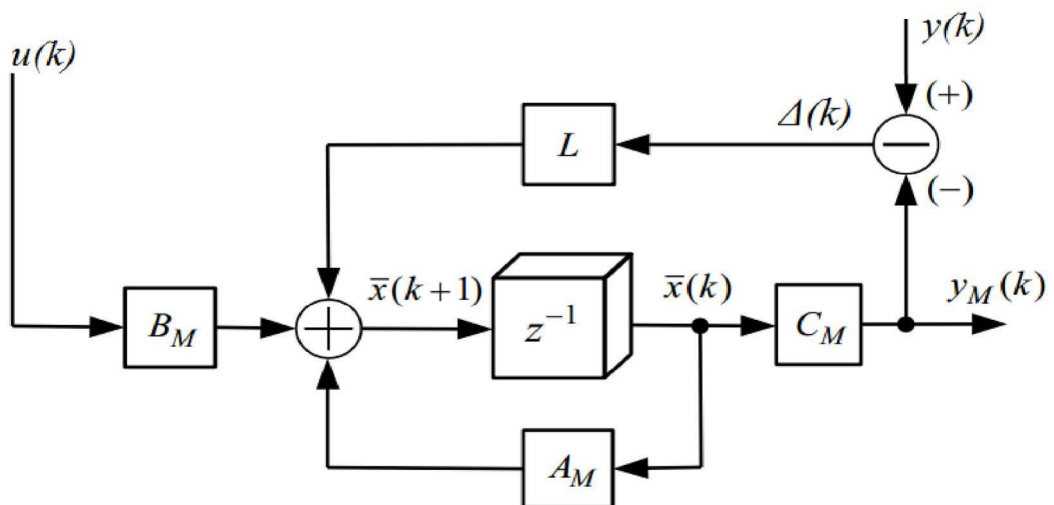 u(k)
y(k)
(+)
Δ(k)
L
(−)
x̄(k+1)
x̄(k)
y_M(k)
B_M
z⁻¹
C_M
A_M